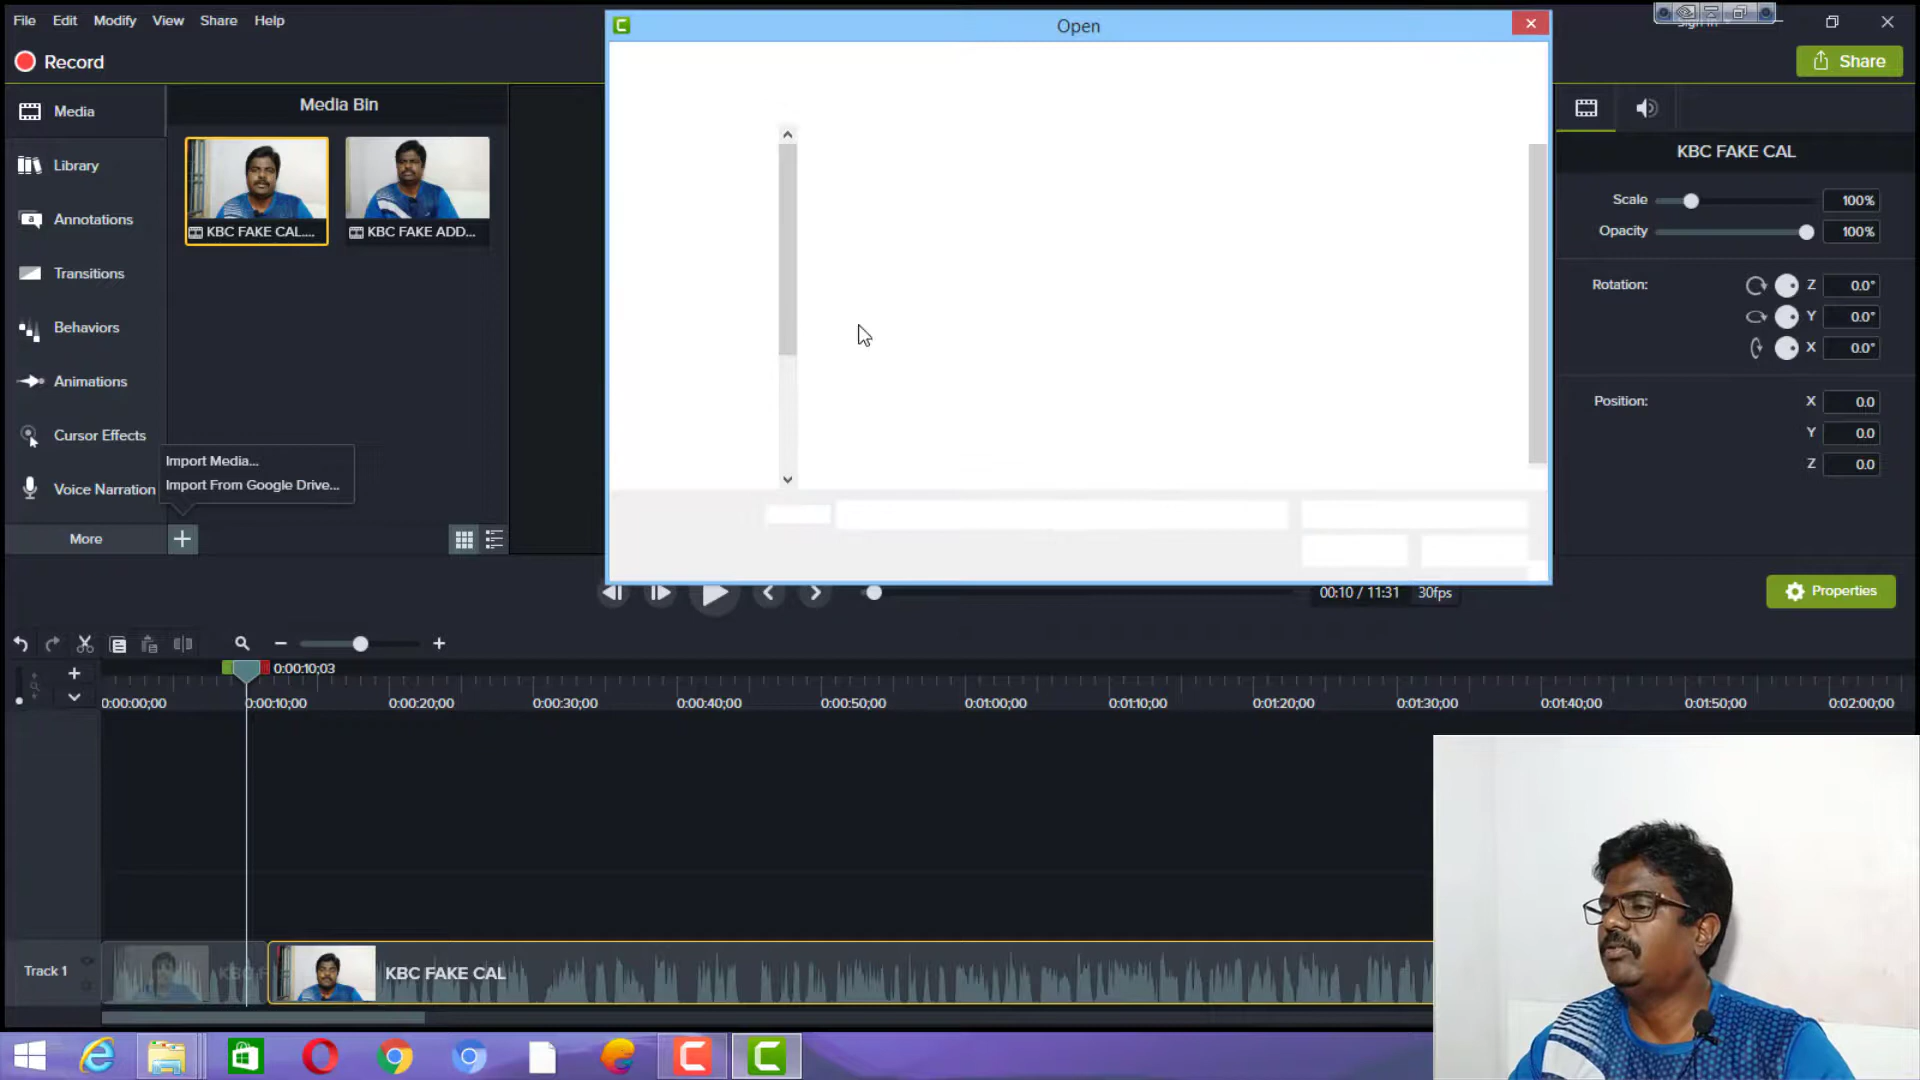 File Edit Modify View Share Help
Open
Record
Share
Media
Media Bin
Library
KBC FAKE CAL....
KBC FAKE ADD...
Annotations
Transitions
Behaviors
Animations
Cursor Effects
Voice Narration
Import Media...
Import From Google Drive...
More
KBC FAKE CAL
Scale 100%
Opacity 100%
Rotation: Z 0.0°
Y 0.0°
X 0.0°
Position: X 0.0
Y 0.0
Z 0.0
00:10 / 11:31 30fps
Properties
0:00:10;03
0:00:00;00 0:00:10;00 0:00:20;00 0:00:30;00 0:00:40;00 0:00:50;00 0:01:00;00 0:01:10;00 0:01:20;00 0:01:30;00 0:01:40;00 0:01:50;00 0:02:00;00
Track 1
KBC FAKE CAL